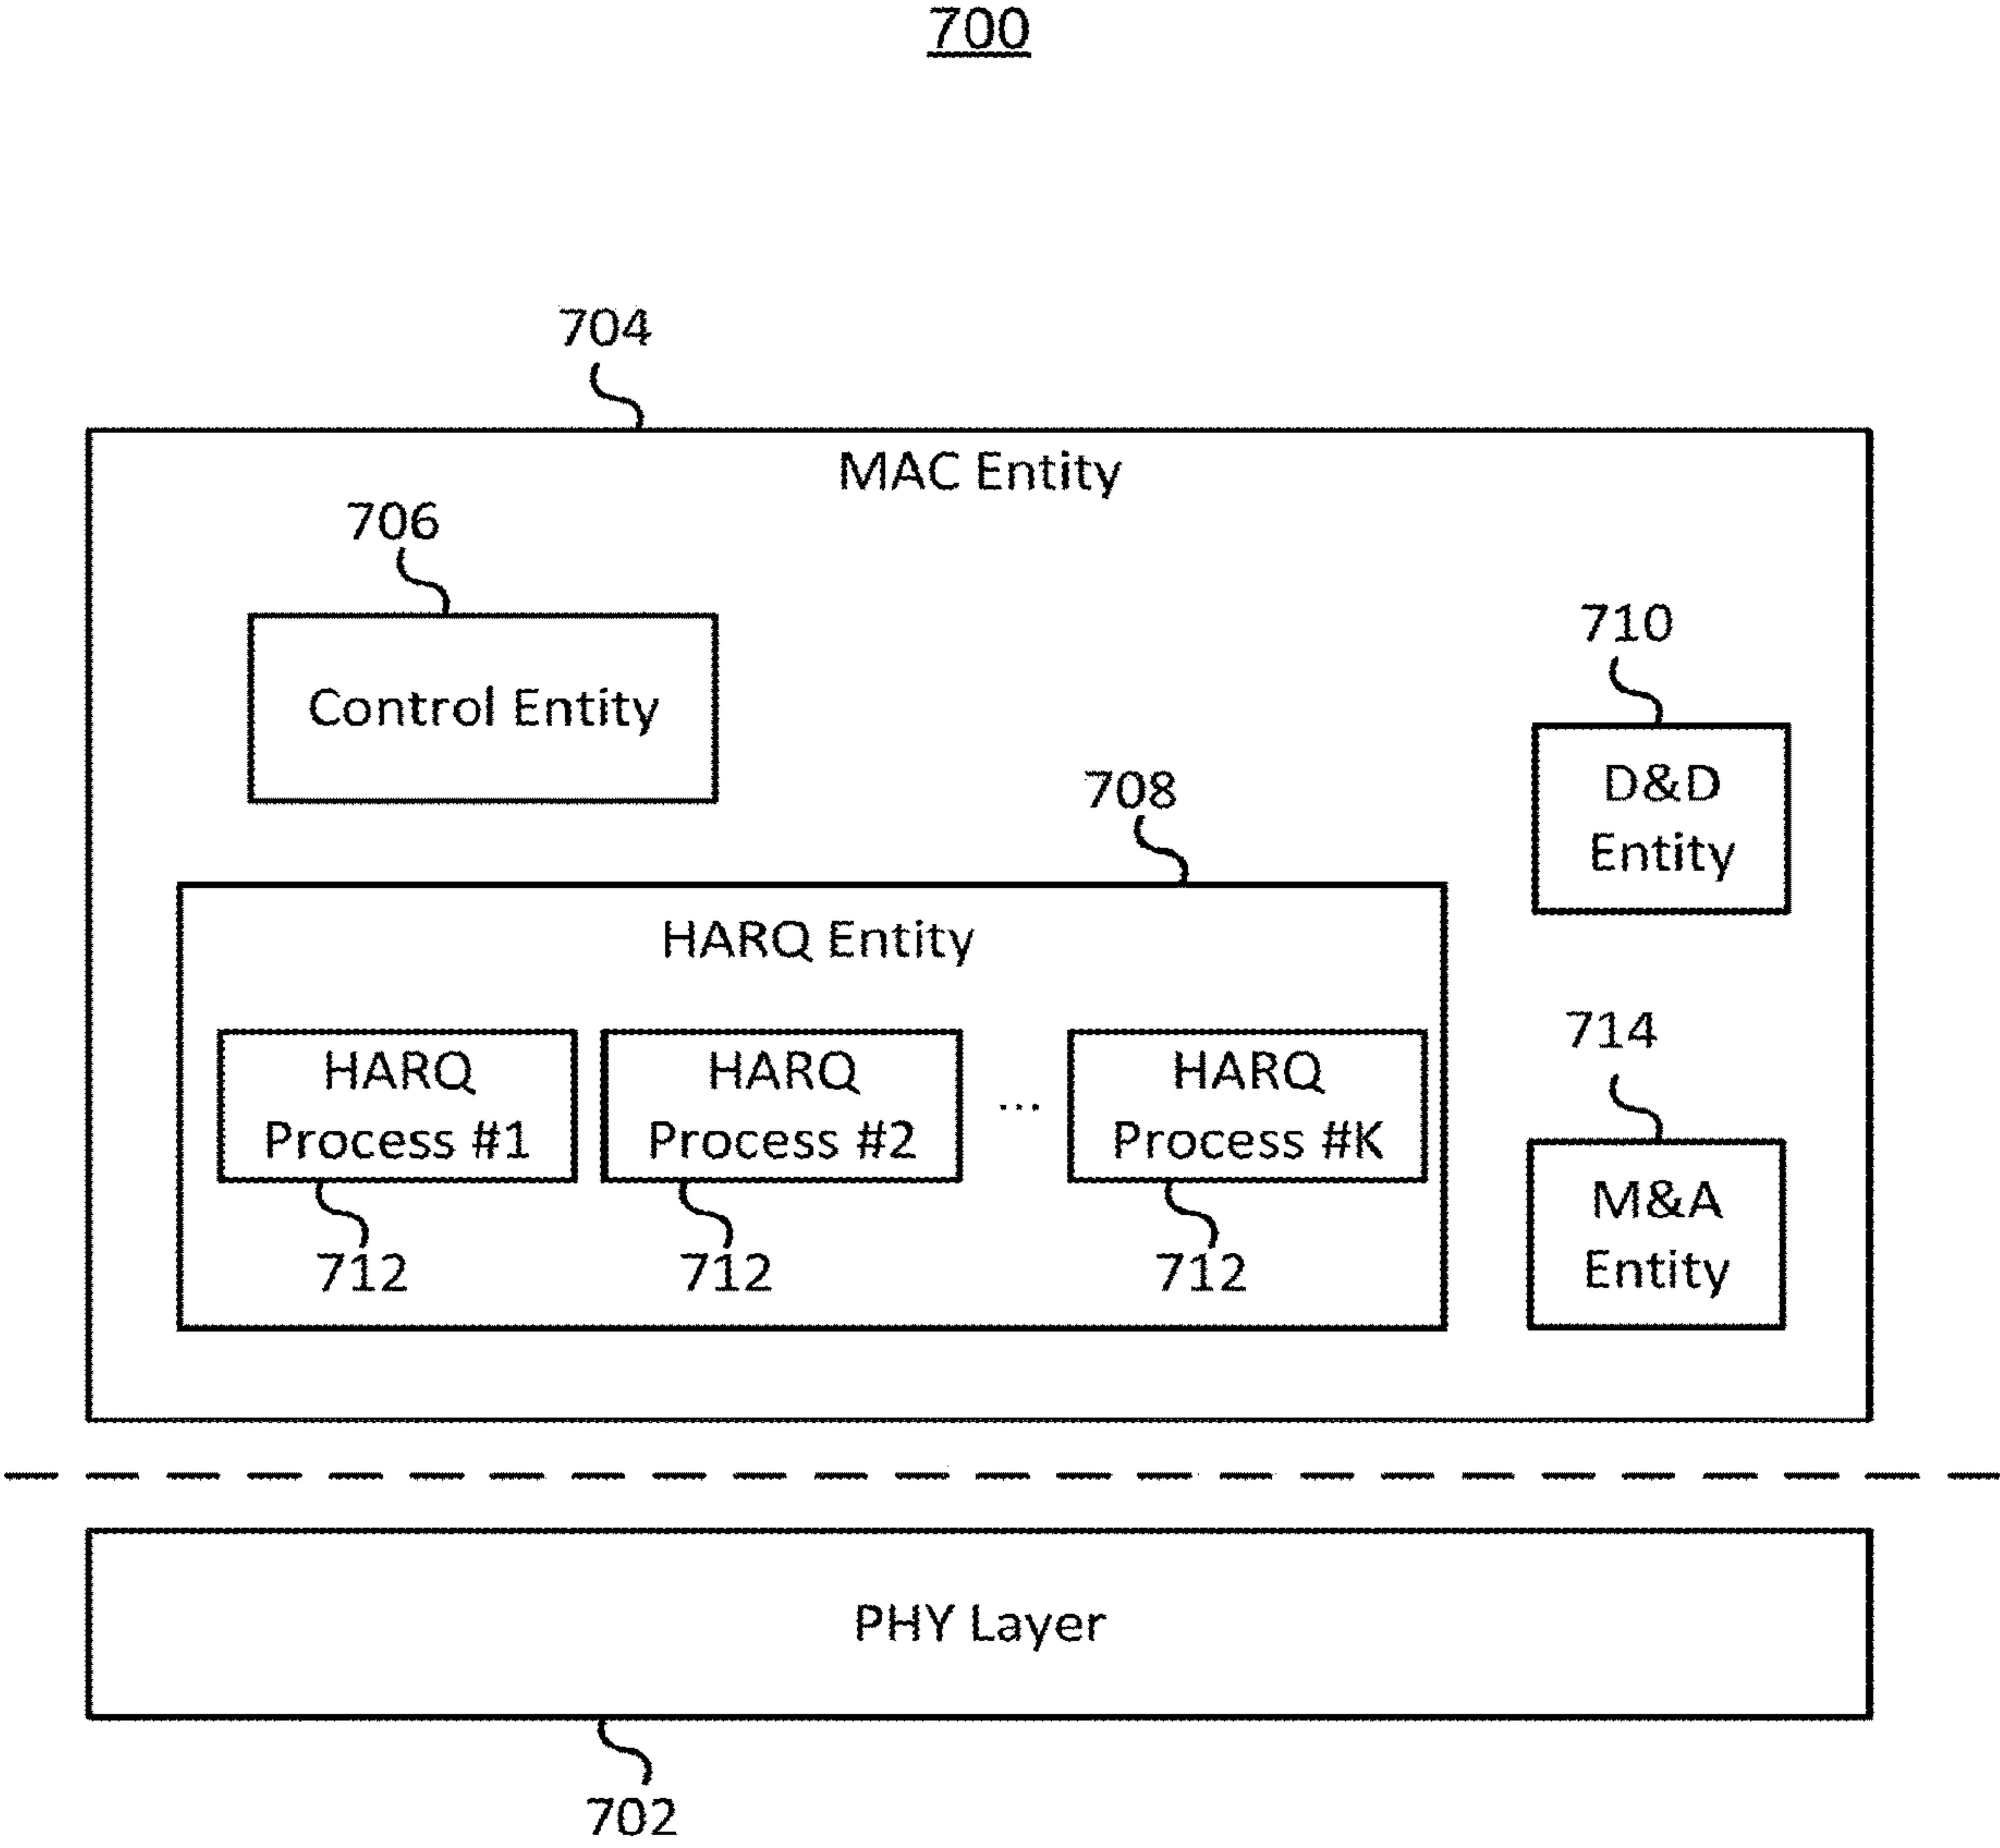 700
704
MAC Entity
706
Control Entity
710
D&D
Entity
708
HARQ Entity
HARQ
Process #1
HARQ
Process #2
...
HARQ
Process #K
712
712
712
714
M&A
Entity
PHY Layer
702